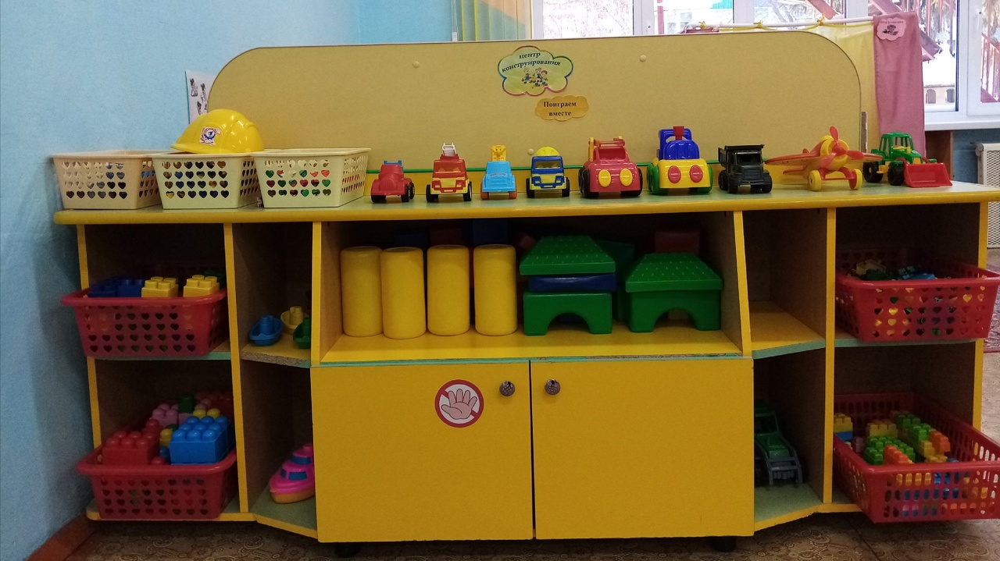 центр
конструирования
Поиграем
вместе